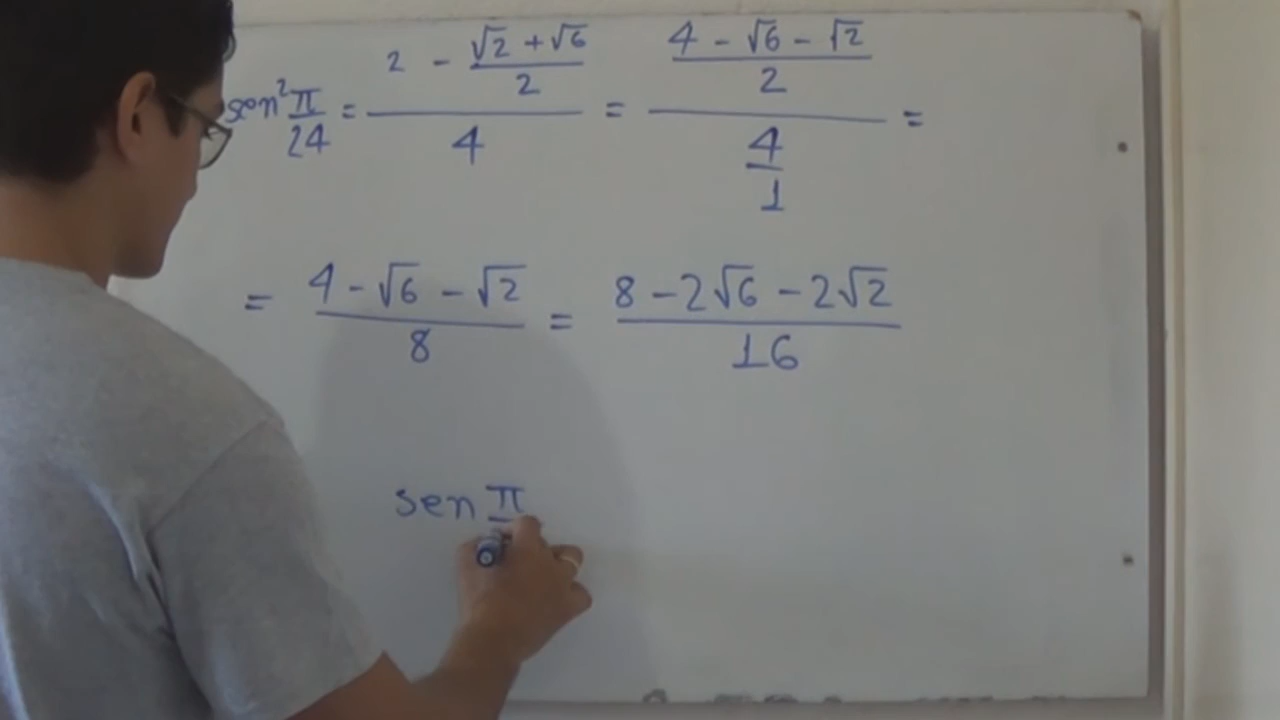 sen² π/24 = (2 - (√2 + √6)/2)/4 = ((4 - √6 - √2)/2)/(4/1) =
= (4 - √6 - √2)/8 = (8 - 2√6 - 2√2)/16
sen π